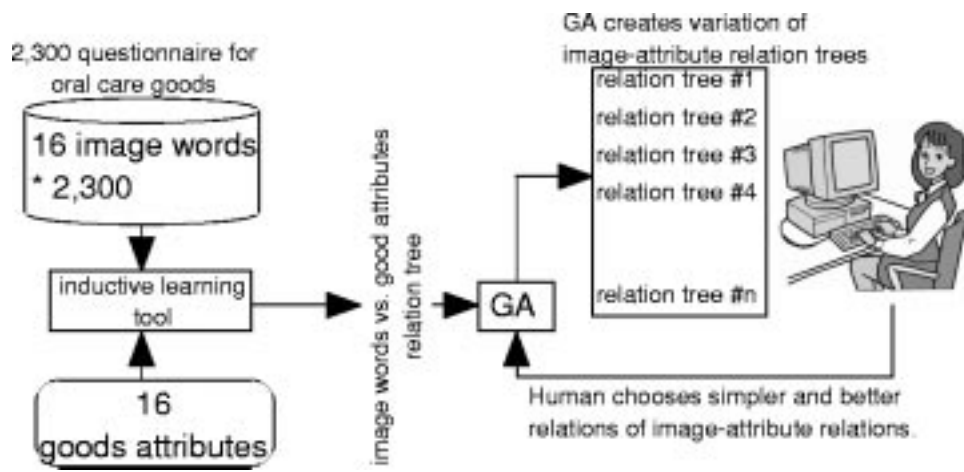 2,300 questionnaire for
oral care goods
16 image words
* 2,300
inductive learning
tool
16
goods attributes
image words vs. good attributes
relation tree
GA
GA creates variation of
image-attribute relation trees
relation tree #1
relation tree #2
relation tree #3
relation tree #4
relation tree #n
Human chooses simpler and better
relations of image-attribute relations.